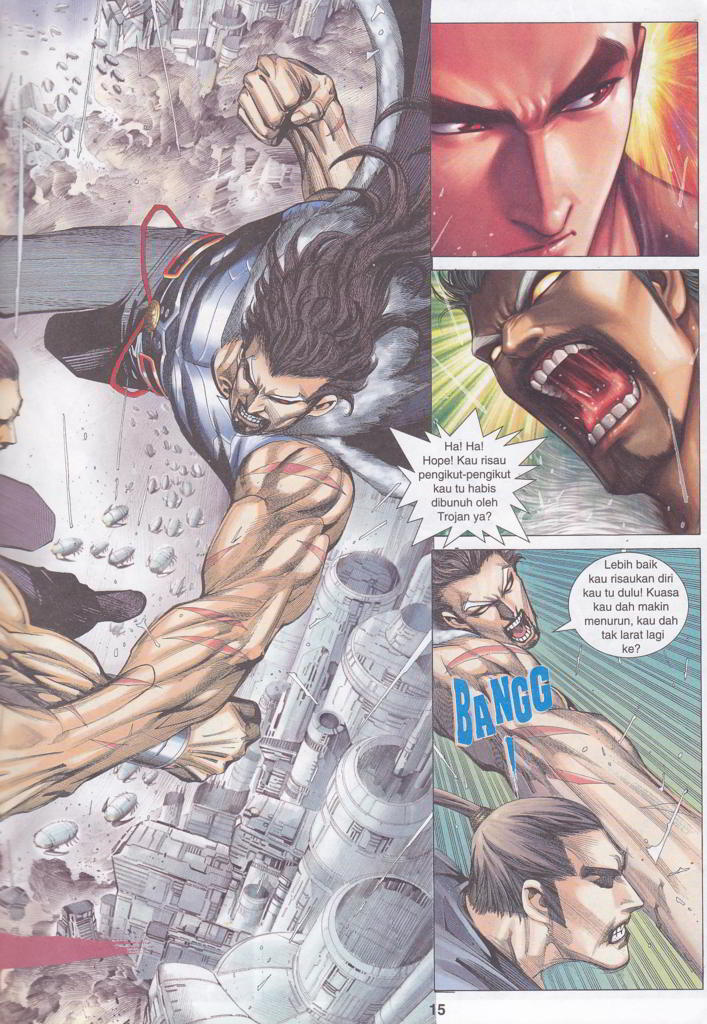 Ha! Ha!
Hope! Kau risau
pengikut-pengikut
kau tu habis
dibunuh oleh
Trojan ya?
Lebih baik
kau risaukan diri
kau tu dulu! Kuasa
kau dah makin
menurun, kau dah
tak larat lagi
ke?
BANGG
!
15